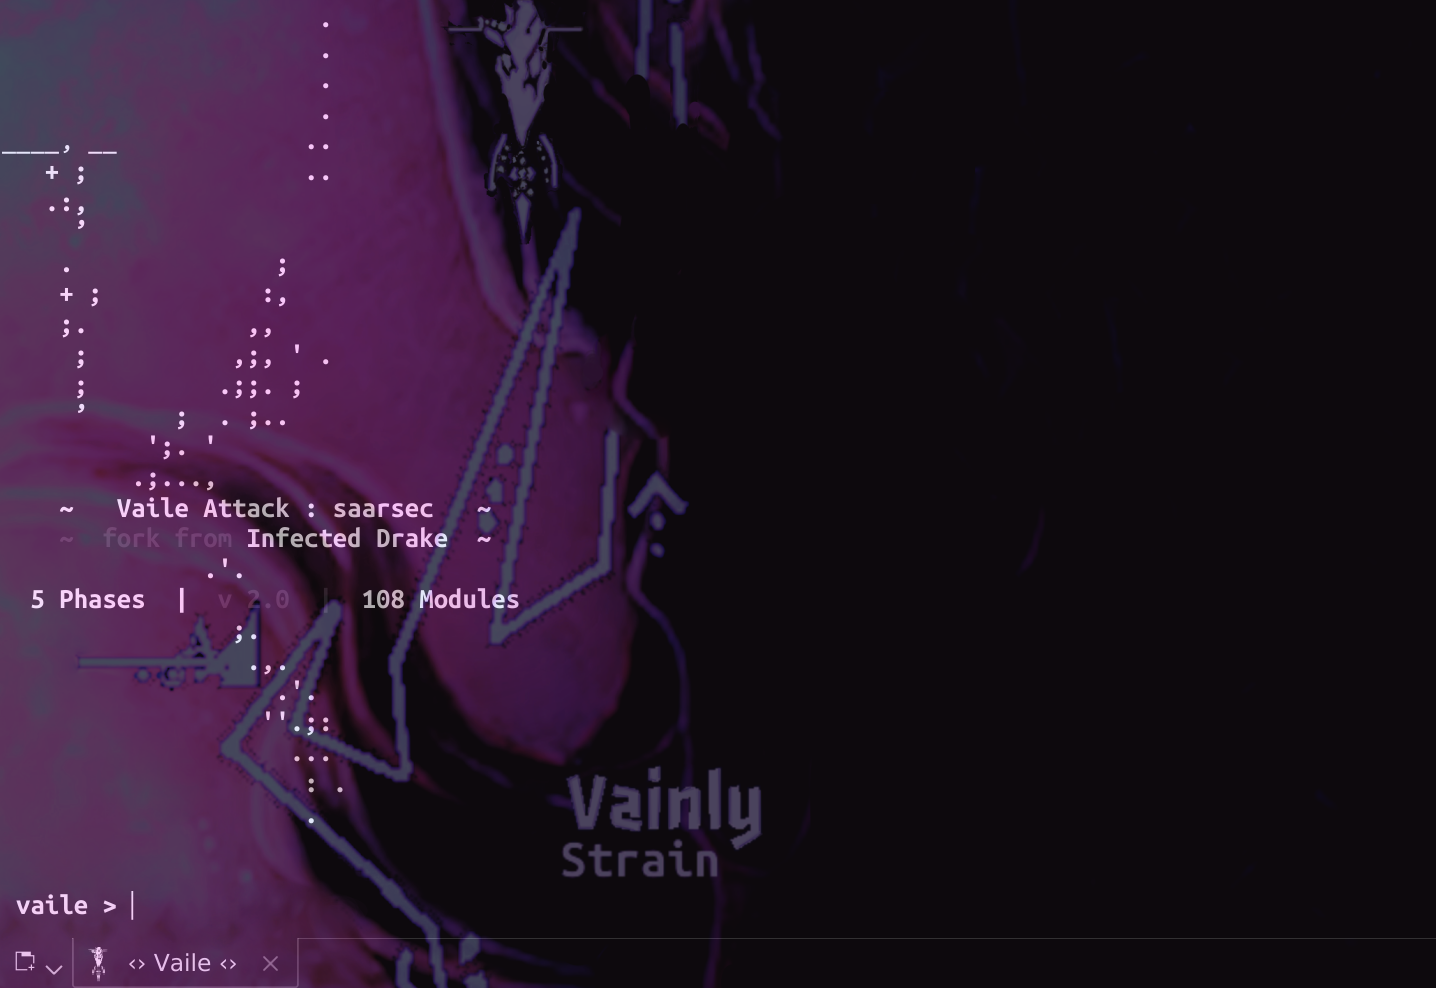 ~ Vaile Attack : saarsec ~
~ fork from Infected Drake ~
5 Phases | v 2.0 | 108 Modules
Vainly
Strain
vaile >
‹› Vaile ‹›